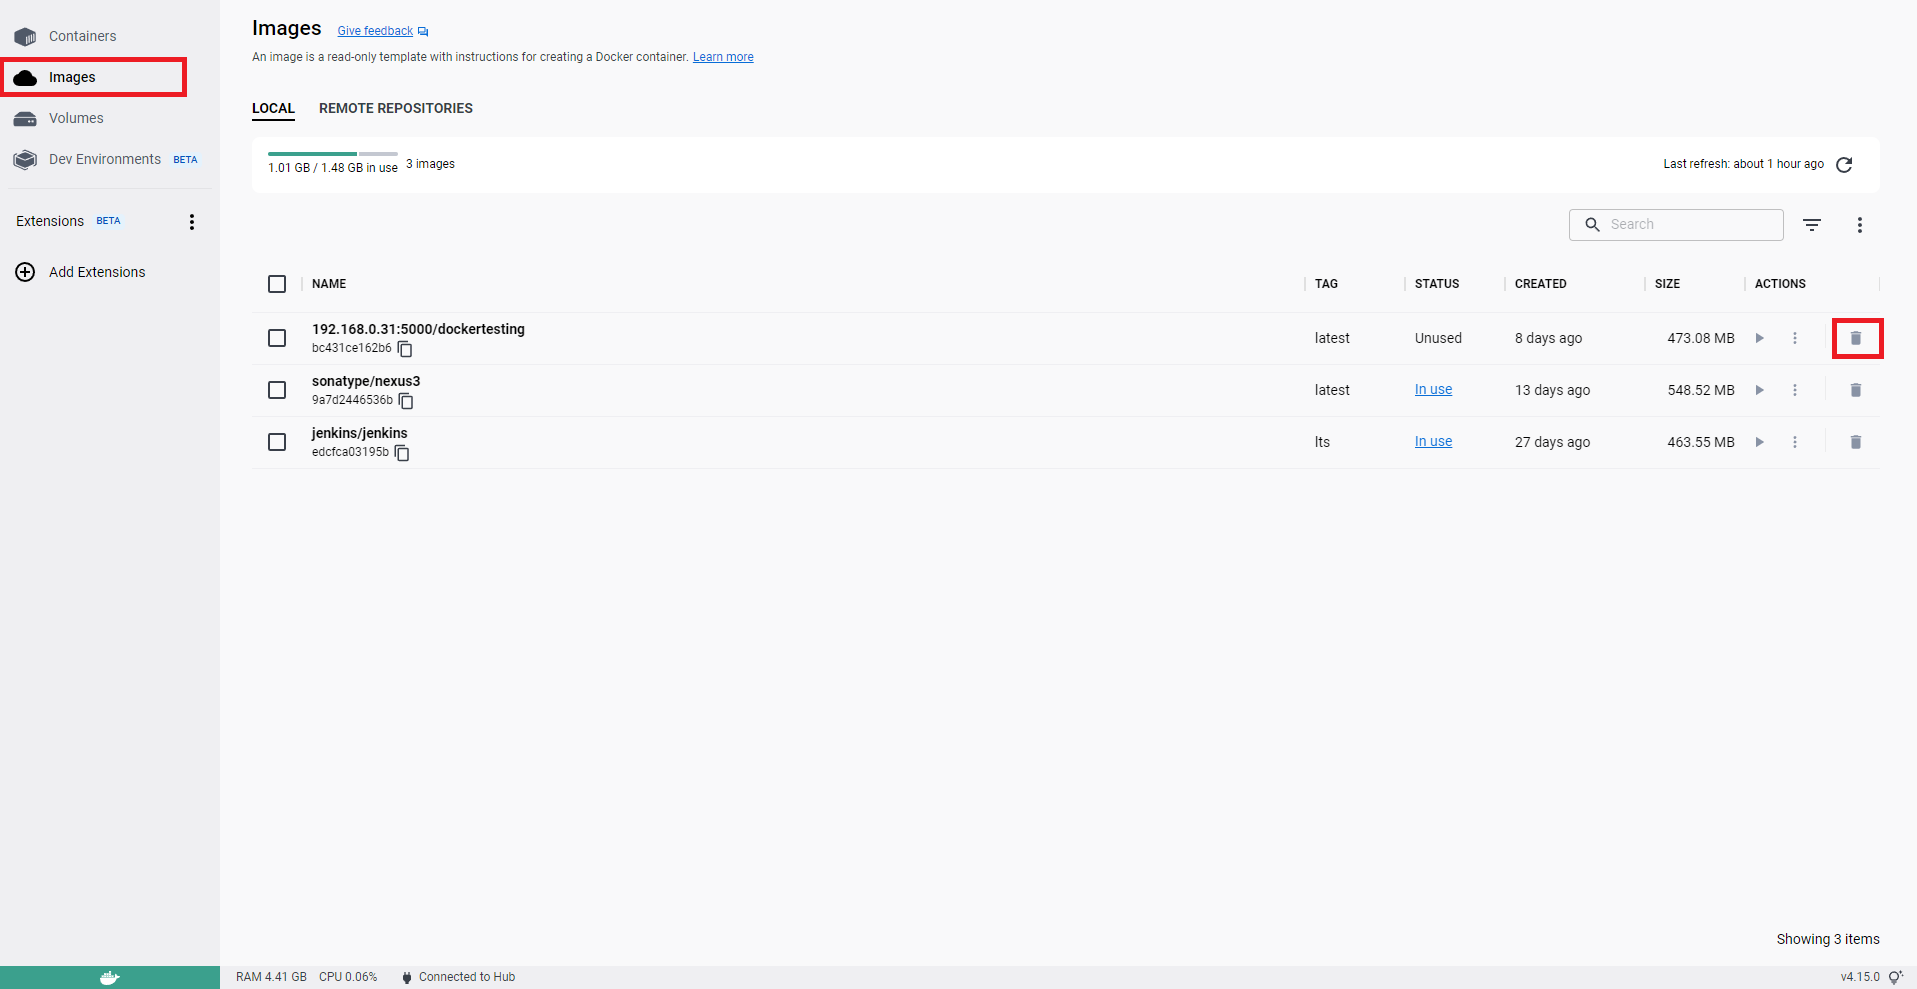 Containers
Images
Volumes
Dev Environments BETA
Extensions BETA
Add Extensions
Images Give feedback
An image is a read-only template with instructions for creating a Docker container. Learn more
LOCAL REMOTE REPOSITORIES
1.01 GB / 1.48 GB in use 3 images Last refresh: about 1 hour ago
Search
NAME TAG STATUS CREATED SIZE ACTIONS
192.168.0.31:5000/dockertesting
bc431ce162b6
latest Unused 8 days ago 473.08 MB
sonatype/nexus3
9a7d2446536b
latest In use 13 days ago 548.52 MB
jenkins/jenkins
edcfca03195b
lts In use 27 days ago 463.55 MB
Showing 3 items
RAM 4.41 GB CPU 0.06% Connected to Hub v4.15.0